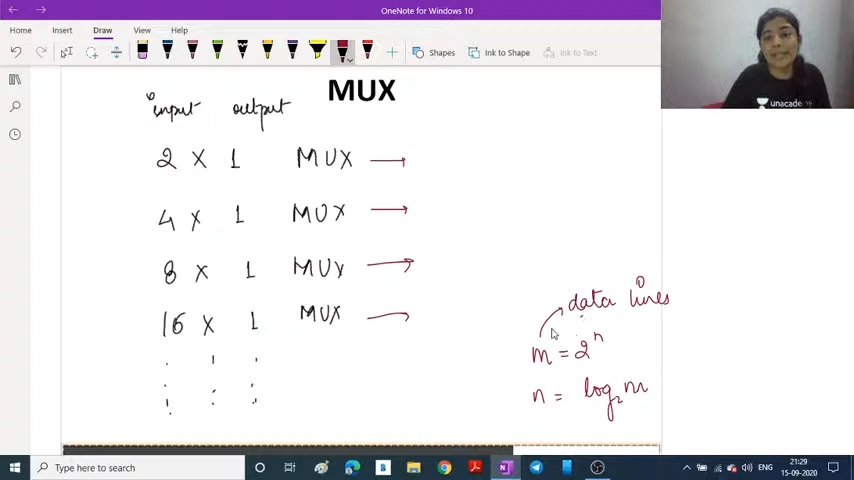 OneNote for Windows 10
Home Insert Draw View Help
Shapes Ink to Shape Ink to Text
MUX
input output
2 X 1 MUX →
4 X 1 MUX →
8 X 1 MUX →
16 X 1 MUX →
data lines
m = 2ⁿ
n = log₂ m
unacade
Type here to search
ENG
21:29
15-09-2020